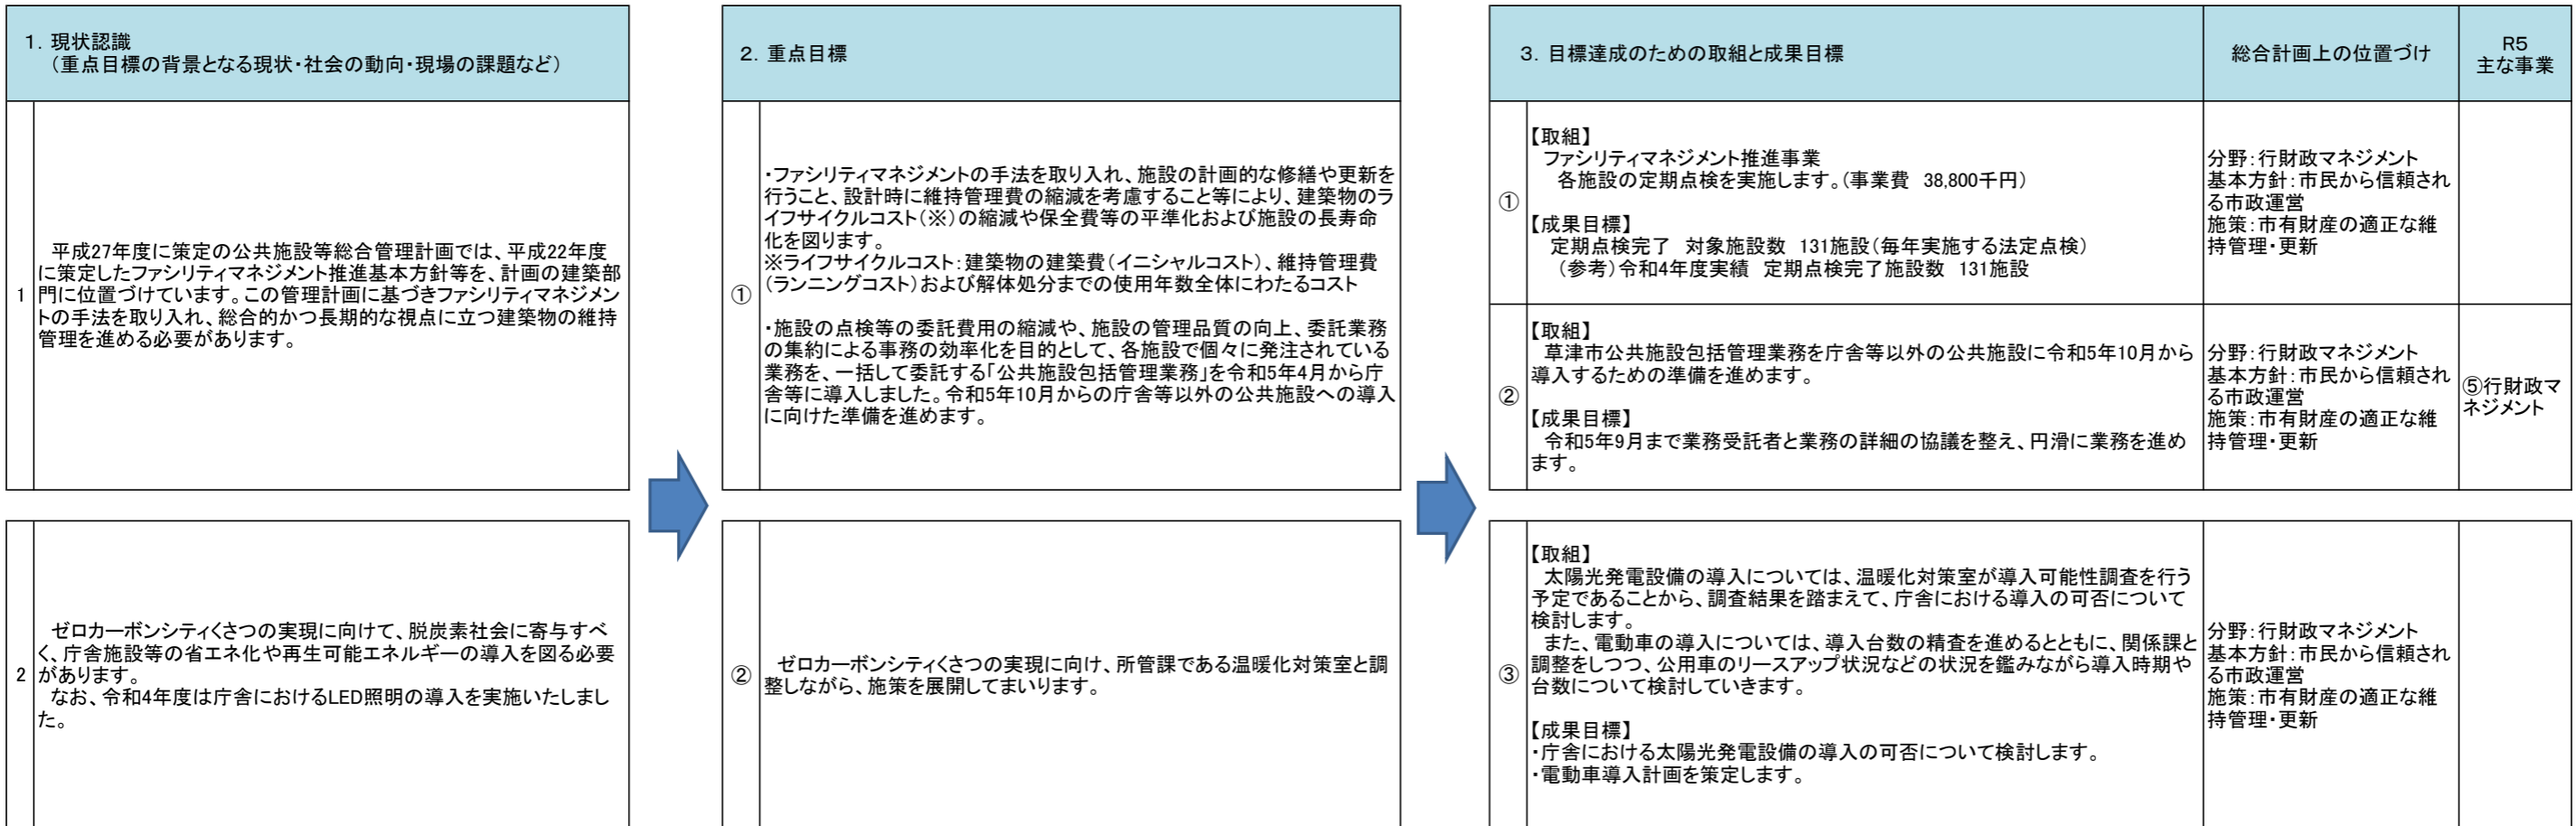 1．現状認識
（重点目標の背景となる現状・社会の動向・現場の課題など）
1
平成27年度に策定の公共施設等総合管理計画では、平成22年度
に策定したファシリティマネジメント推進基本方針等を、計画の建築部
門に位置づけています。この管理計画に基づきファシリティマネジメン
トの手法を取り入れ、総合的かつ長期的な視点に立つ建築物の維持
管理を進める必要があります。
2
ゼロカーボンシティくさつの実現に向けて、脱炭素社会に寄与すべ
く、庁舎施設等の省エネ化や再生可能エネルギーの導入を図る必要
があります。
なお、令和4年度は庁舎におけるLED照明の導入を実施いたしまし
た。
2．重点目標
①
・ファシリティマネジメントの手法を取り入れ、施設の計画的な修繕や更新を
行うこと、設計時に維持管理費の縮減を考慮すること等により、建築物のラ
イフサイクルコスト（※）の縮減や保全費等の平準化および施設の長寿命
化を図ります。
※ライフサイクルコスト：建築物の建築費（イニシャルコスト）、維持管理費
（ランニングコスト）および解体処分までの使用年数全体にわたるコスト
・施設の点検等の委託費用の縮減や、施設の管理品質の向上、委託業務
の集約による事務の効率化を目的として、各施設で個々に発注されている
業務を、一括して委託する「公共施設包括管理業務」を令和5年4月から庁
舎等に導入しました。令和5年10月からの庁舎等以外の公共施設への導入
に向けた準備を進めます。
②
ゼロカーボンシティくさつの実現に向け、所管課である温暖化対策室と調
整しながら、施策を展開してまいります。
3．目標達成のための取組と成果目標
総合計画上の位置づけ
R5
主な事業
①
【取組】
ファシリティマネジメント推進事業
各施設の定期点検を実施します。（事業費　38,800千円）
【成果目標】
定期点検完了　対象施設数　131施設（毎年実施する法定点検）
（参考）令和4年度実績　定期点検完了施設数　131施設
分野：行財政マネジメント
基本方針：市民から信頼され
る市政運営
施策：市有財産の適正な維
持管理・更新
②
【取組】
草津市公共施設包括管理業務を庁舎等以外の公共施設に令和5年10月から
導入するための準備を進めます。
【成果目標】
令和5年9月まで業務受託者と業務の詳細の協議を整え、円滑に業務を進め
ます。
分野：行財政マネジメント
基本方針：市民から信頼され
る市政運営
施策：市有財産の適正な維
持管理・更新
⑤行財政マ
ネジメント
③
【取組】
太陽光発電設備の導入については、温暖化対策室が導入可能性調査を行う
予定であることから、調査結果を踏まえて、庁舎における導入の可否について
検討します。
また、電動車の導入については、導入台数の精査を進めるとともに、関係課と
調整をしつつ、公用車のリースアップ状況などの状況を鑑みながら導入時期や
台数について検討していきます。
【成果目標】
・庁舎における太陽光発電設備の導入の可否について検討します。
・電動車導入計画を策定します。
分野：行財政マネジメント
基本方針：市民から信頼され
る市政運営
施策：市有財産の適正な維
持管理・更新